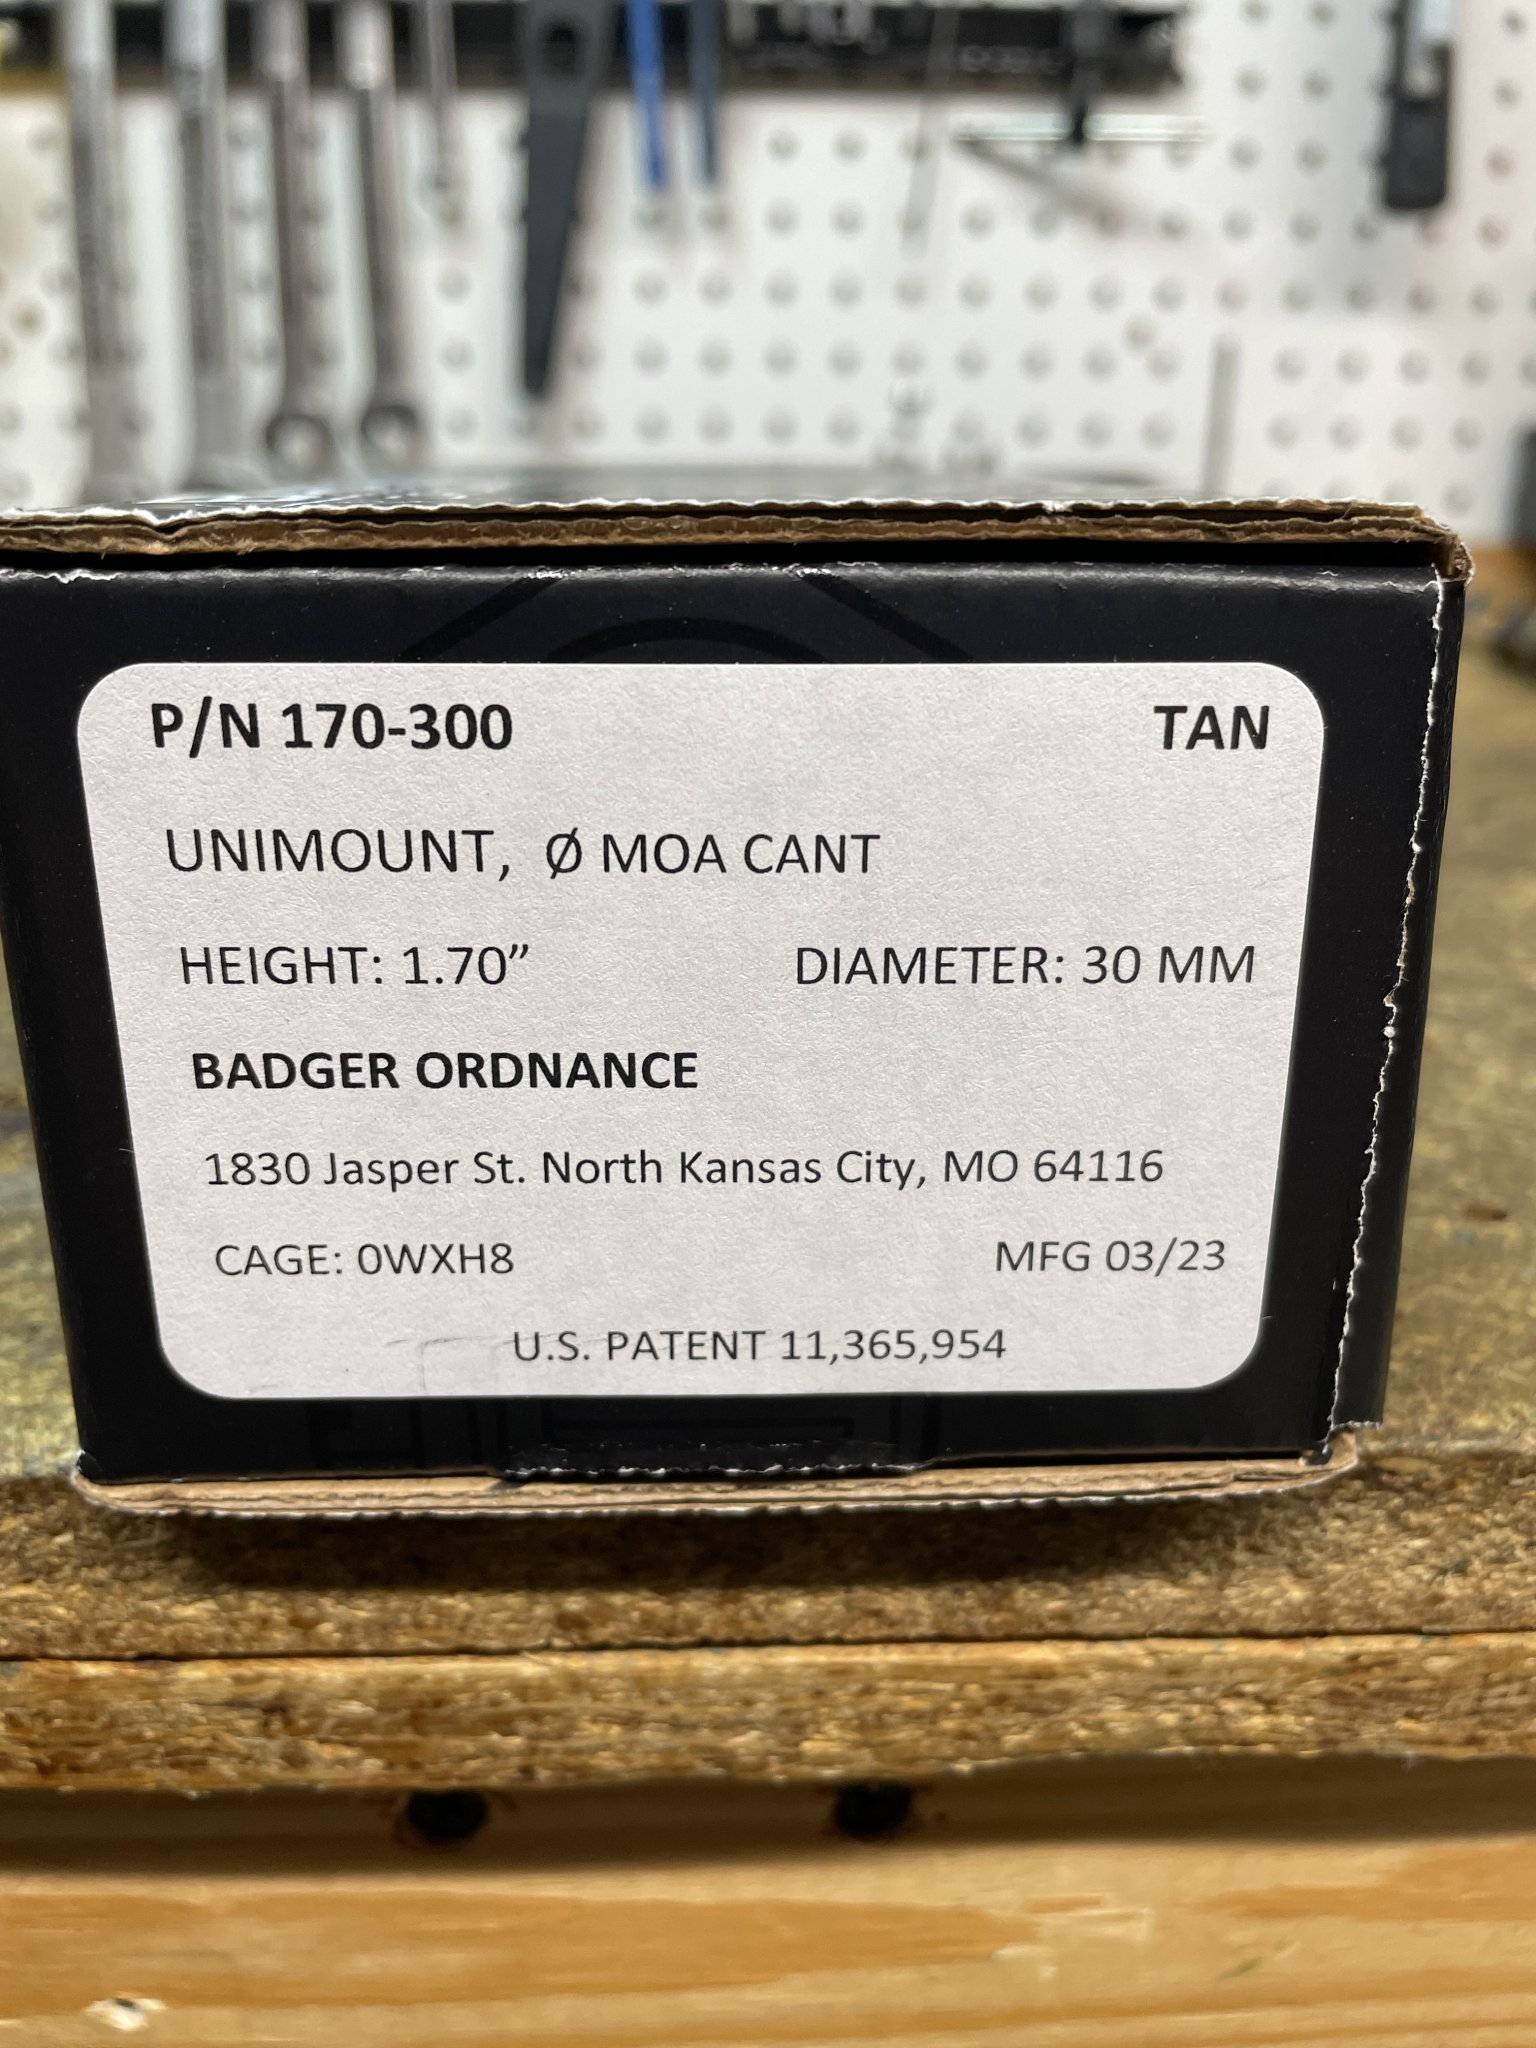 P/N 170-300 TAN
UNIMOUNT, Ø MOA CANT
HEIGHT: 1.70” DIAMETER: 30 MM
BADGER ORDNANCE
1830 Jasper St. North Kansas City, MO 64116
CAGE: 0WXH8 MFG 03/23
U.S. PATENT 11,365,954